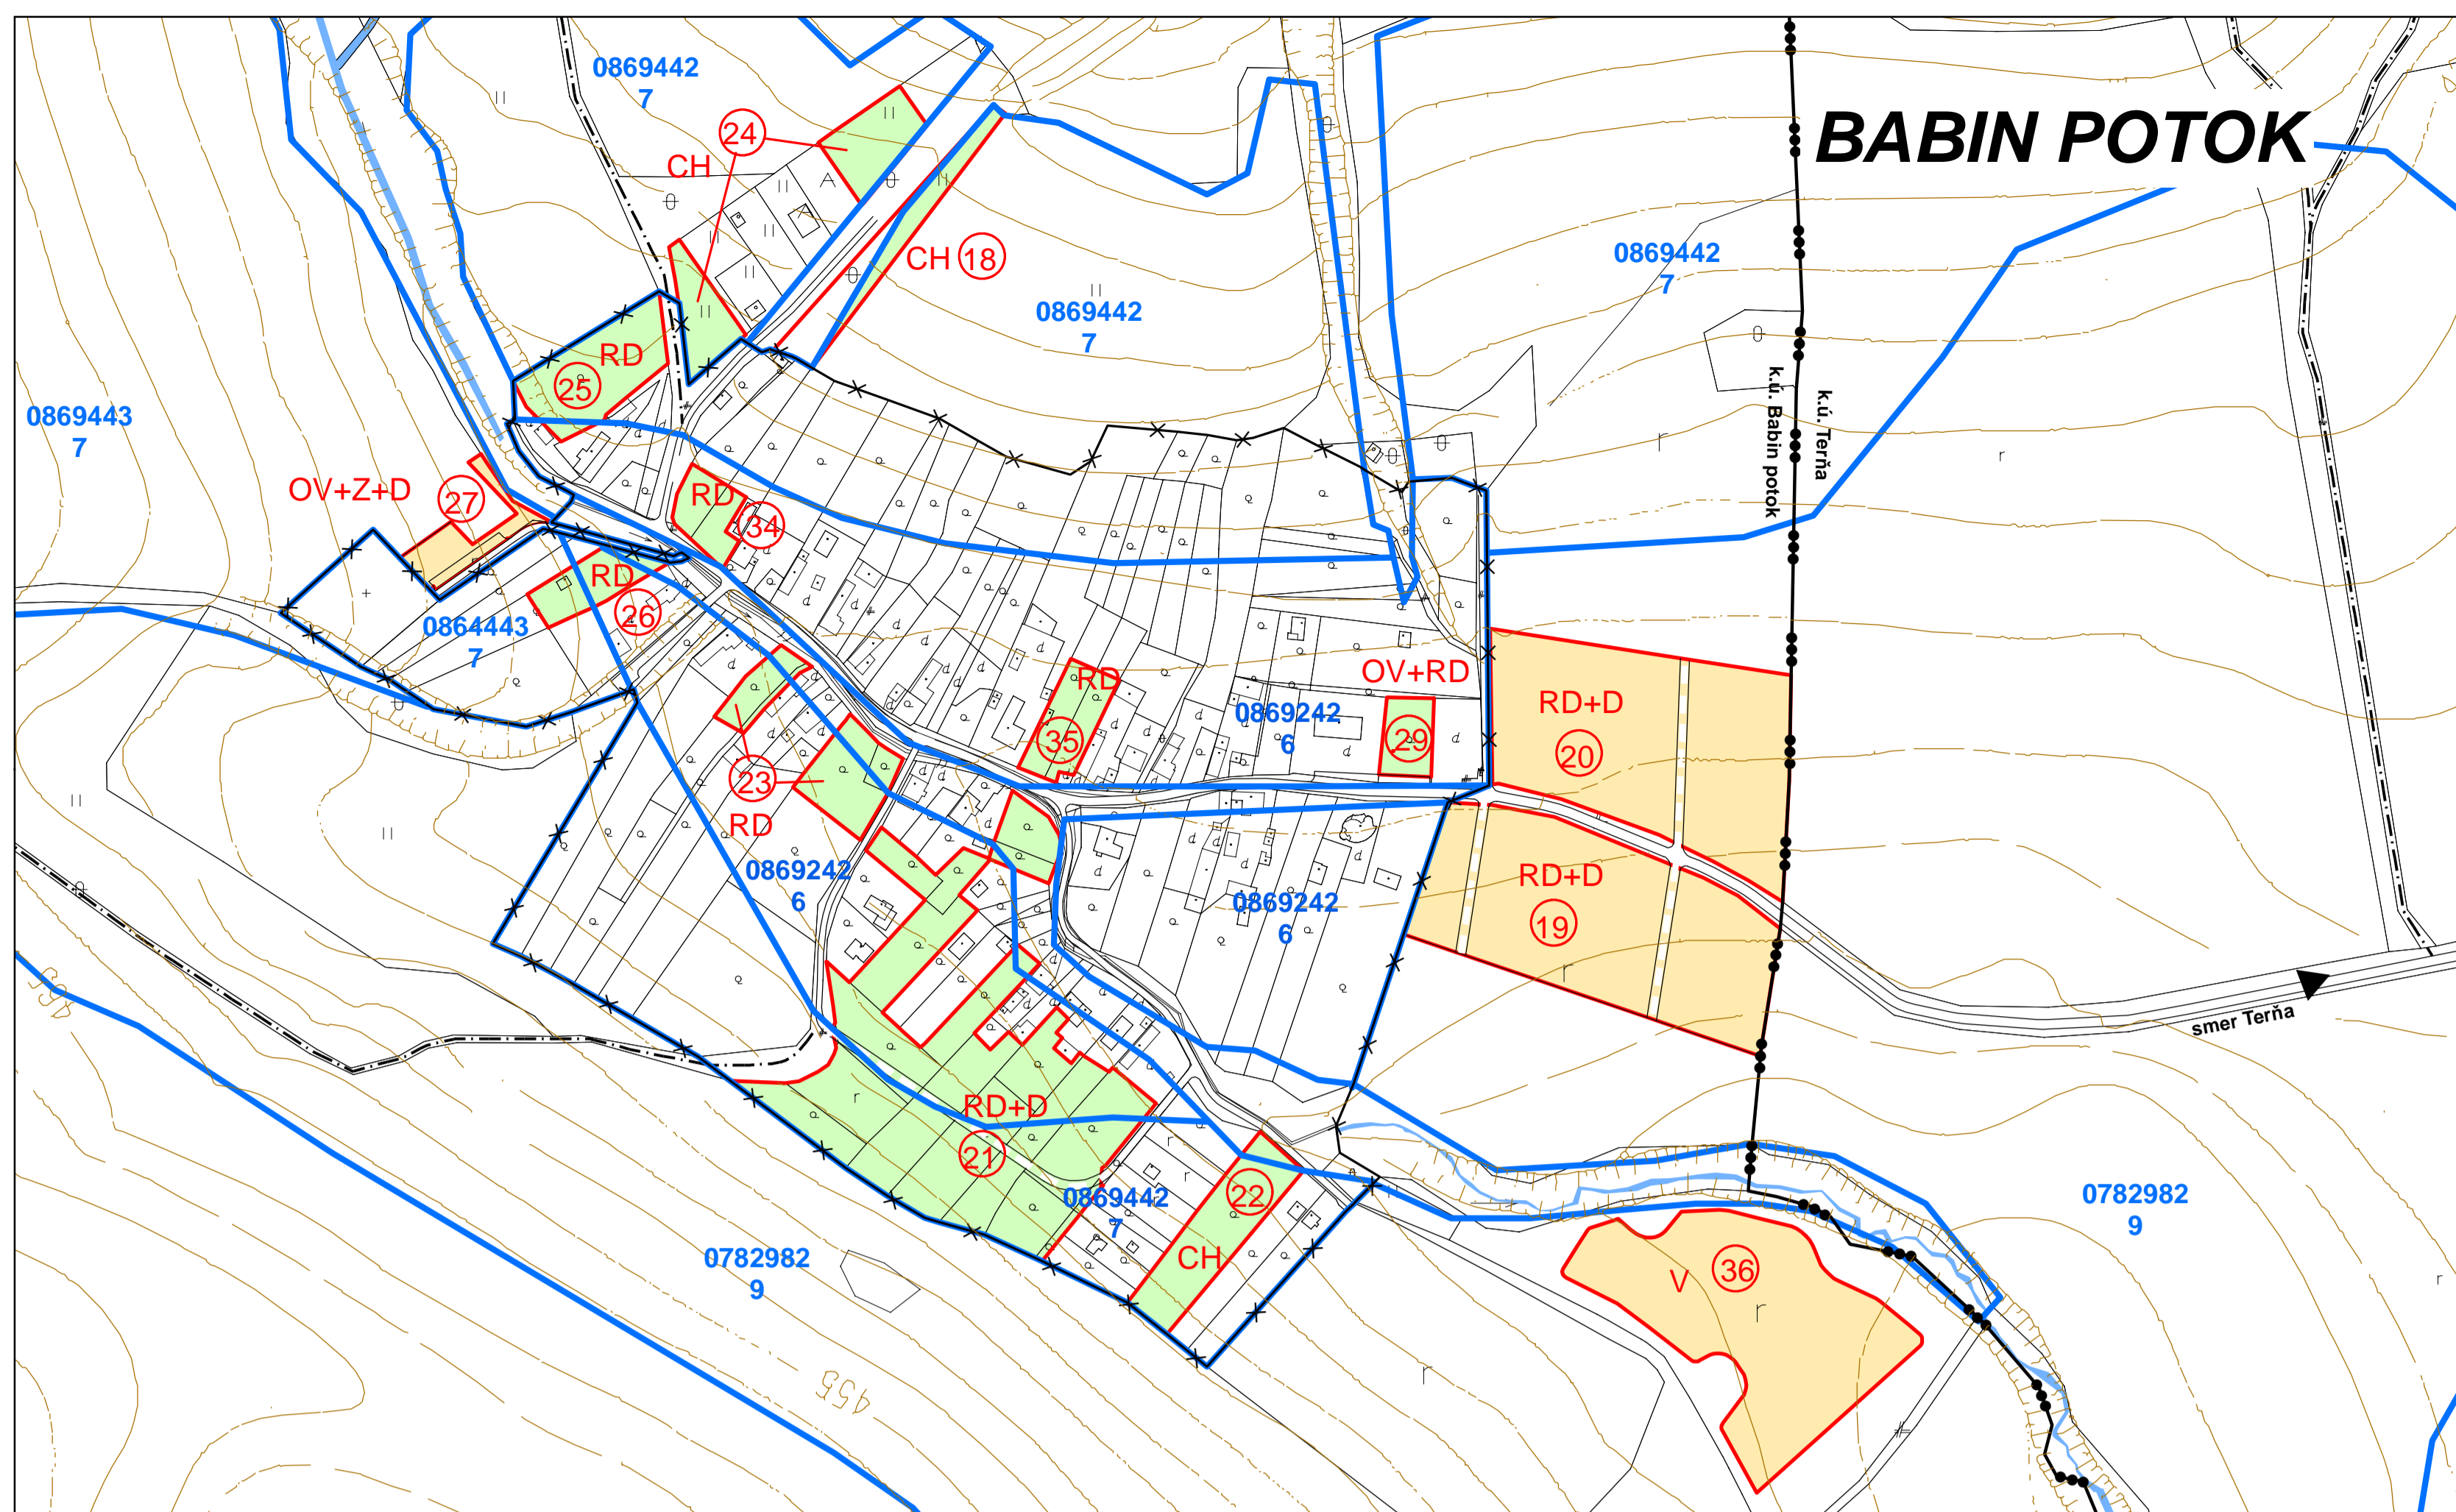 BABIN POTOK
0869442
7
24
CH
CH 18
0869442
7
0869442
7
RD
25
k.ú. Babin potok
k.ú. Terňa
0869443
7
OV+Z+D
27
RD
34
RD
26
0864443
7
RD
35
OV+RD
29
0869242
6
RD+D
20
23
RD
0869242
6
0869242
6
RD+D
19
smer Terňa
RD+D
21
0869442
7
22
CH
0782982
9
V
36
0782982
9
455